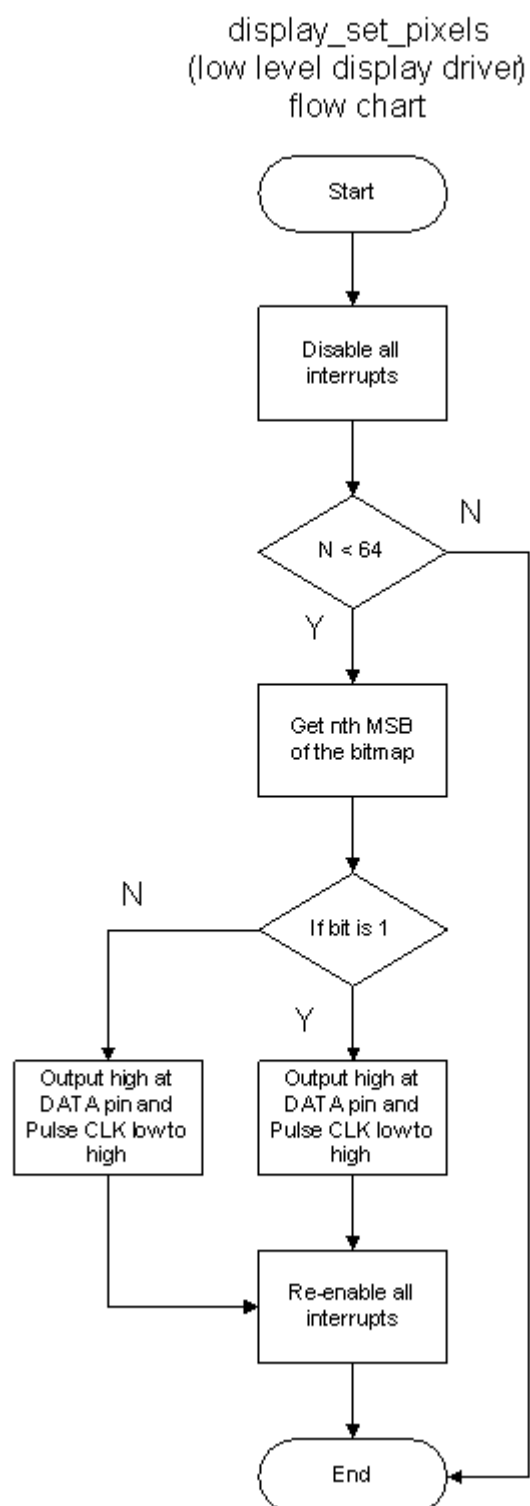 display_set_pixels
(low level display driver)
flow chart
Start
Disable all
interrupts
N < 64
N
Y
Get nth MSB
of the bitmap
If bit is 1
N
Y
Output high at
DATA pin and
Pulse CLK low to
high
Output high at
DATA pin and
Pulse CLK low to
high
Re-enable all
interrupts
End